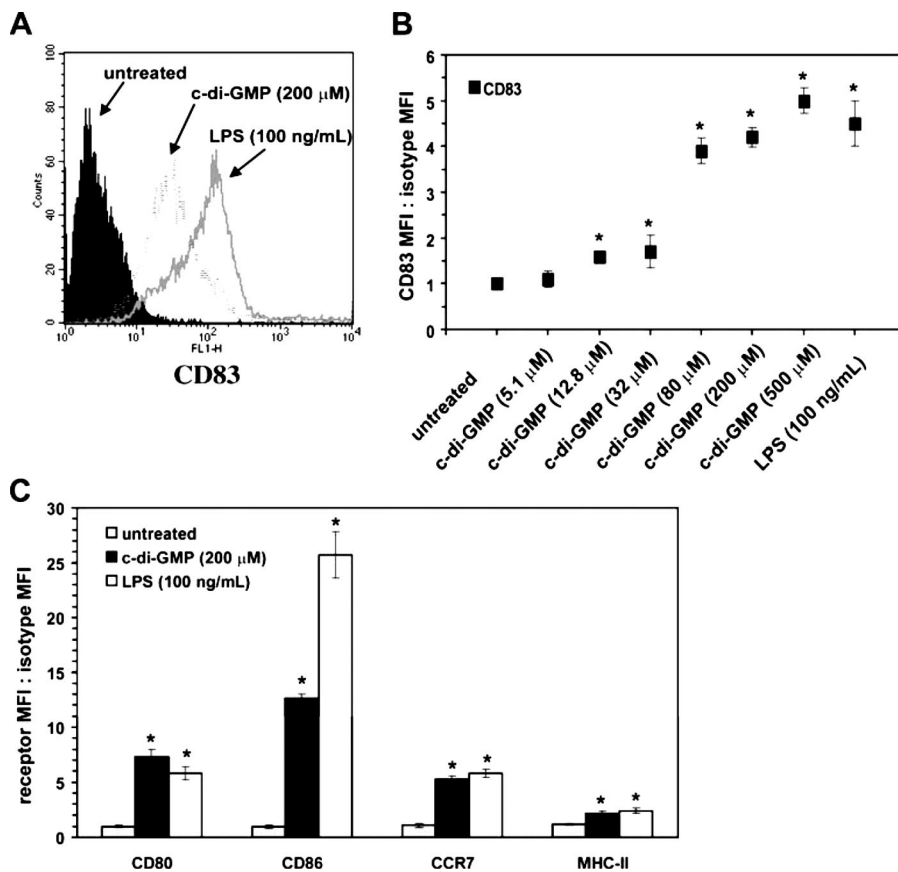 A
untreated
c-di-GMP (200 μM)
LPS (100 ng/mL)
Counts
100
80
60
40
20
0
10^0 10^1 10^2 10^3 10^4
FL1-H
CD83
B
CD83
CD83 MFI : isotype MFI
6
5
4
3
2
1
0
* * * * * *
untreated
c-di-GMP (5.1 μM)
c-di-GMP (12.8 μM)
c-di-GMP (32 μM)
c-di-GMP (80 μM)
c-di-GMP (200 μM)
c-di-GMP (500 μM)
LPS (100 ng/mL)
C
untreated
c-di-GMP (200 μM)
LPS (100 ng/mL)
receptor MFI : isotype MFI
30
25
20
15
10
5
0
* * * * * * * *
CD80 CD86 CCR7 MHC-II